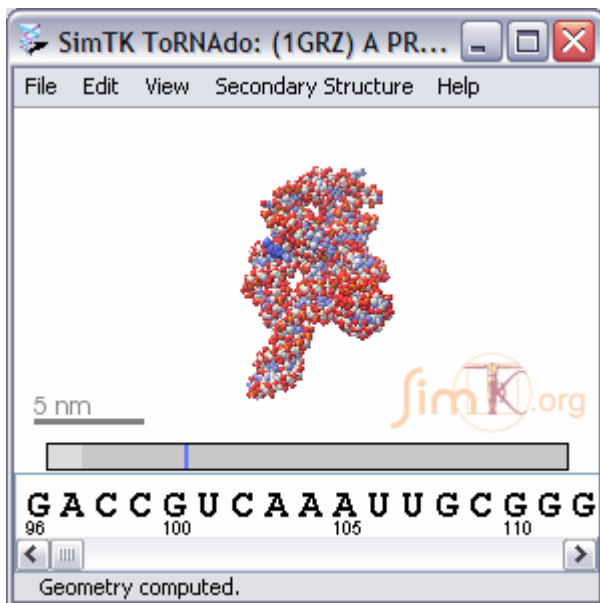 SimTK ToRNAdo: (1GRZ) A PR...
File Edit View Secondary Structure Help
5 nm
SimTK.org
G A C C G U C A A A U U G C G G G
96 100 105 110
Geometry computed.